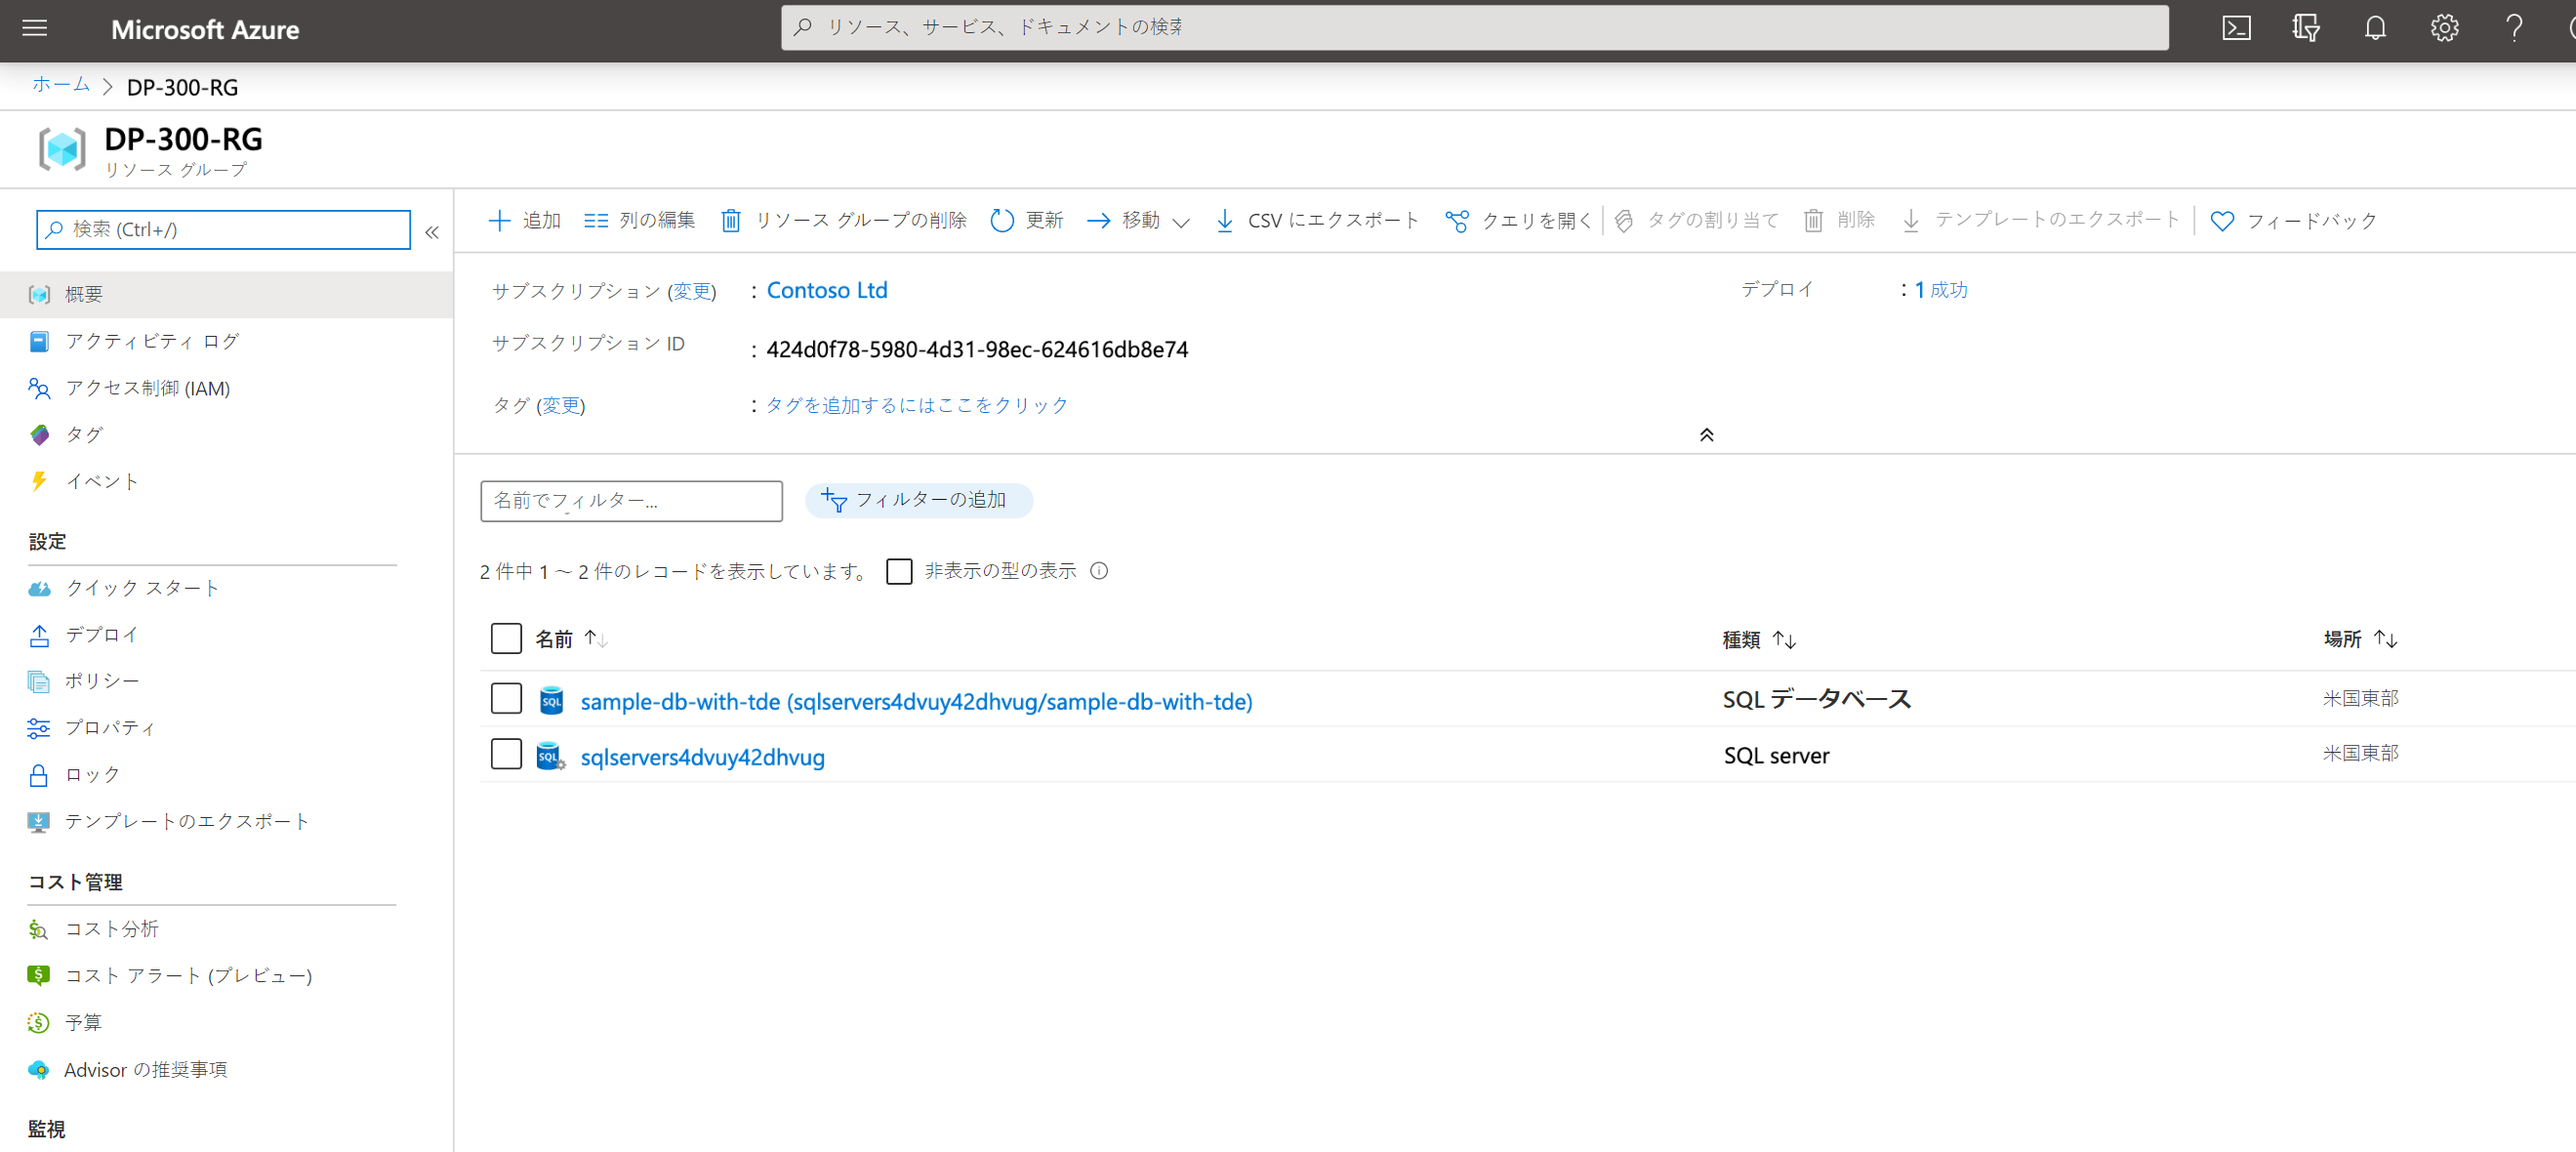 Microsoft Azure
リソース、サービス、ドキュメントの検索
ホーム > DP-300-RG
DP-300-RG
リソース グループ
検索 (Ctrl+/)
«
追加
列の編集
リソース グループの削除
更新
移動
CSV にエクスポート
クエリを開く
タグの割り当て
削除
テンプレートのエクスポート
フィードバック
概要
アクティビティ ログ
アクセス制御 (IAM)
タグ
イベント
設定
クイック スタート
デプロイ
ポリシー
プロパティ
ロック
テンプレートのエクスポート
コスト管理
コスト分析
コスト アラート (プレビュー)
予算
Advisor の推奨事項
監視
サブスクリプション (変更) : Contoso Ltd
デプロイ : 1 成功
サブスクリプション ID : 424d0f78-5980-4d31-98ec-624616db8e74
タグ (変更) : タグを追加するにはここをクリック
名前でフィルター...
フィルターの追加
2 件中 1 ～ 2 件のレコードを表示しています。
非表示の型の表示
名前 ↑↓ 種類 ↑↓ 場所 ↑↓
sample-db-with-tde (sqlservers4dvuy42dhvug/sample-db-with-tde) SQL データベース 米国東部
sqlservers4dvuy42dhvug SQL server 米国東部